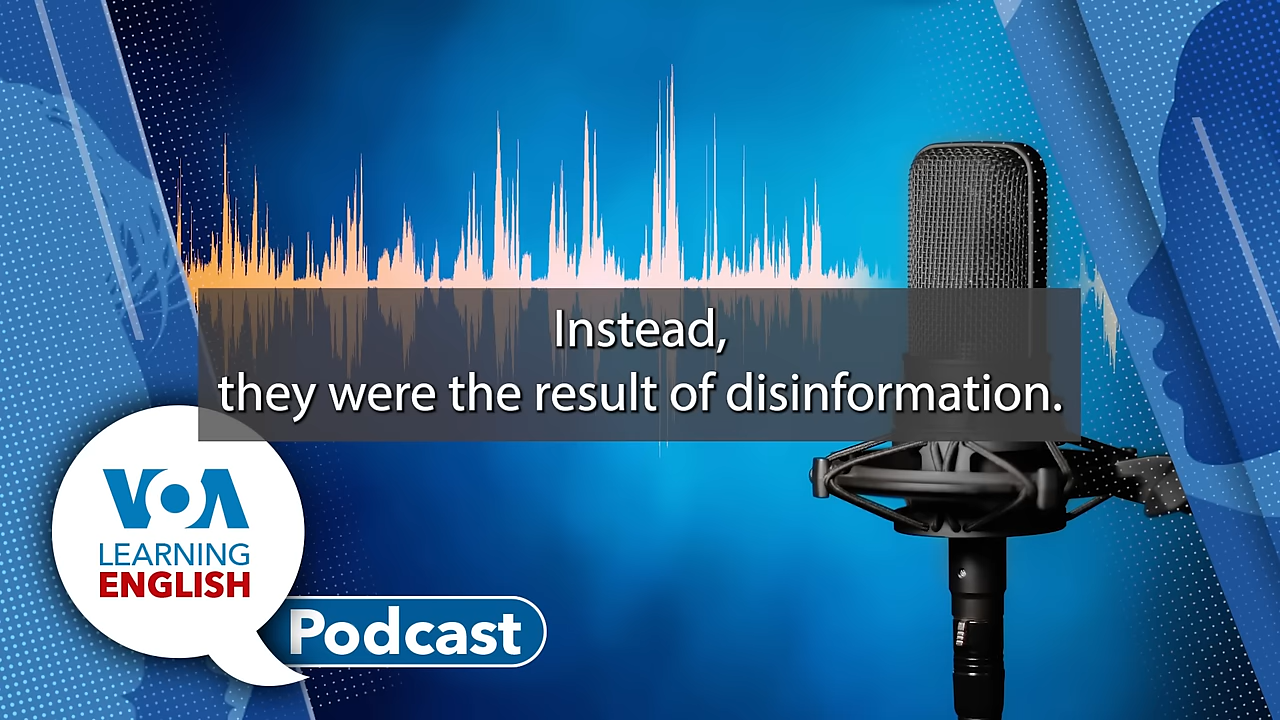 Instead,
they were the result of disinformation.
VOA
LEARNING
ENGLISH
Podcast